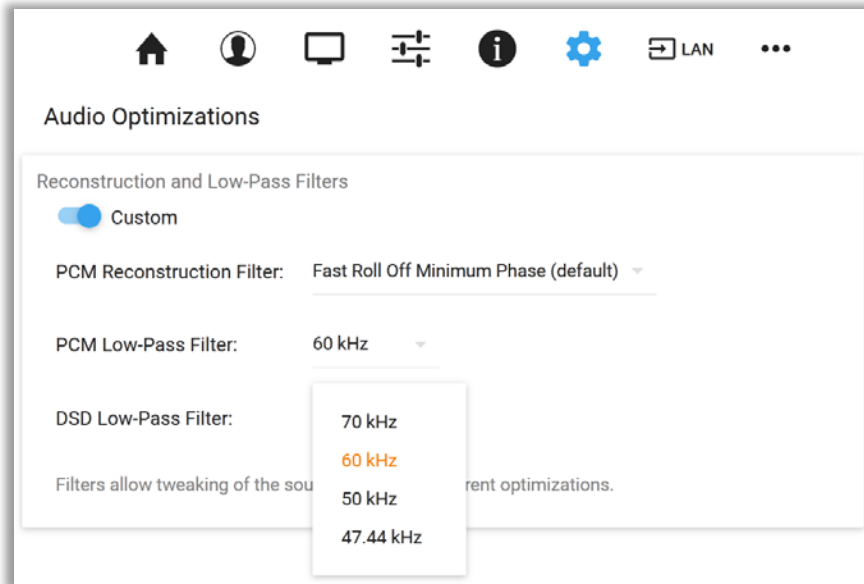 LAN
Audio Optimizations
Reconstruction and Low-Pass Filters
Custom
PCM Reconstruction Filter: Fast Roll Off Minimum Phase (default)
PCM Low-Pass Filter: 60 kHz
DSD Low-Pass Filter:
70 kHz
60 kHz
50 kHz
47.44 kHz
Filters allow tweaking of the sou rent optimizations.